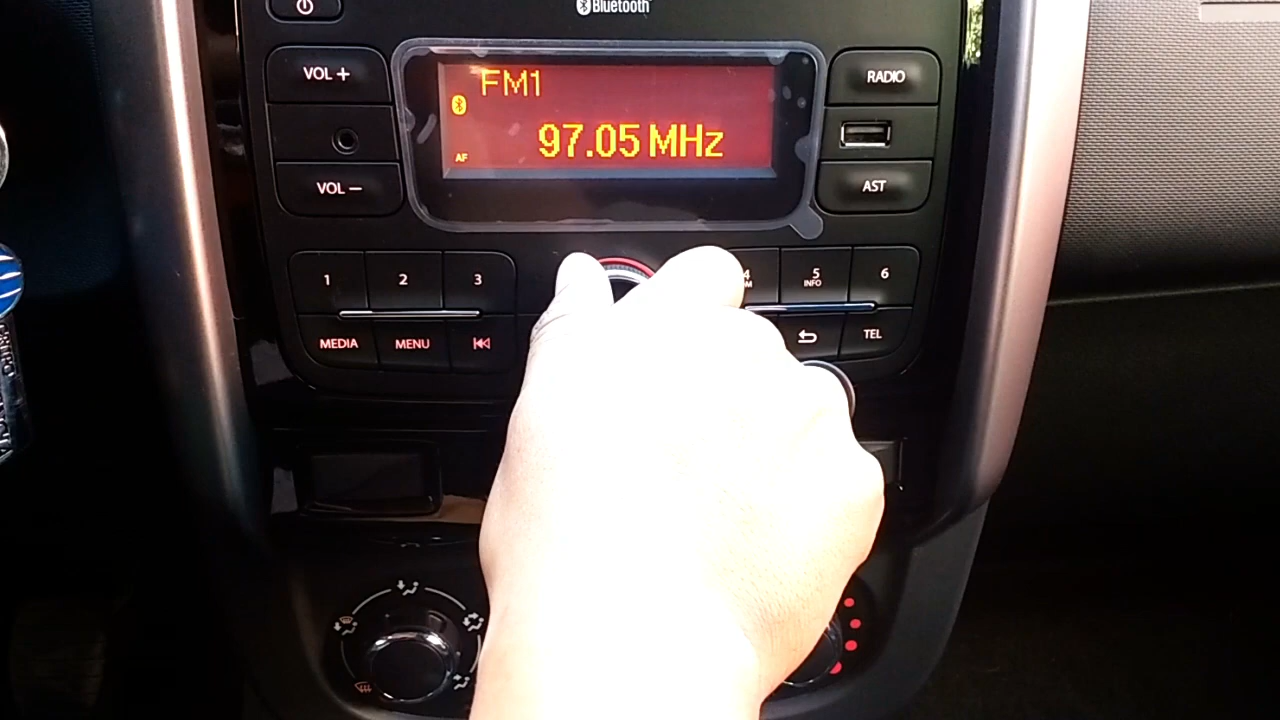 Bluetooth
VOL +
FM1
RADIO
97.05 MHz
AF
VOL −
AST
1
2
3
4
5
INFO
6
MEDIA
MENU
TEL